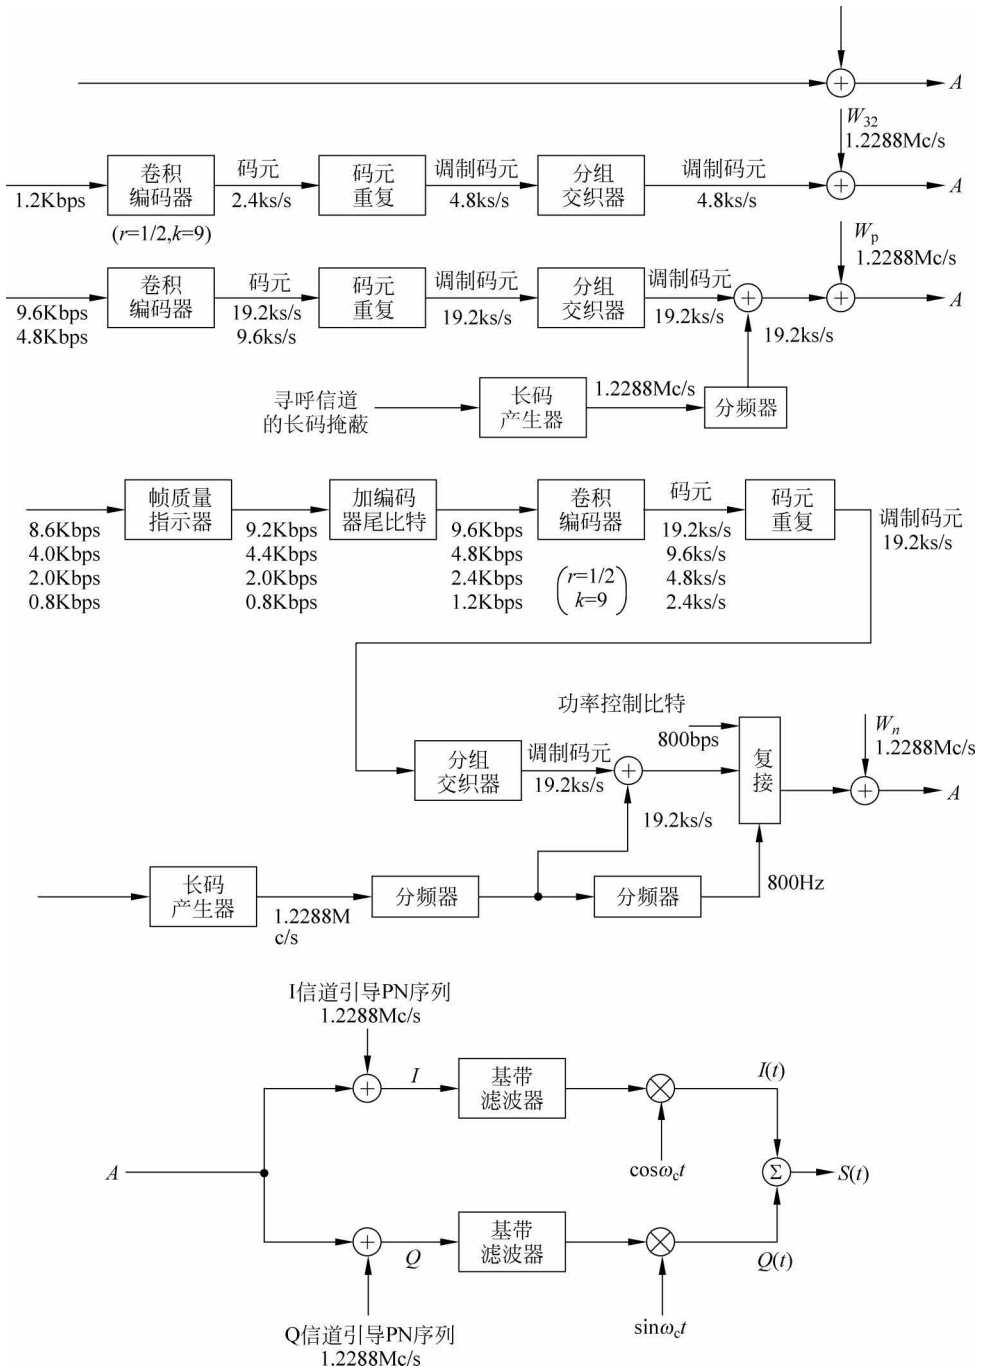 A
W32
1.2288Mc/s
1.2Kbps
卷积
编码器
(r=1/2,k=9)
码元
2.4ks/s
码元
重复
调制码元
4.8ks/s
分组
交织器
调制码元
4.8ks/s
A
Wp
1.2288Mc/s
9.6Kbps
4.8Kbps
卷积
编码器
码元
19.2ks/s
9.6ks/s
码元
重复
调制码元
19.2ks/s
分组
交织器
调制码元
19.2ks/s
19.2ks/s
A
寻呼信道
的长码掩蔽
长码
产生器
1.2288Mc/s
分频器
8.6Kbps
4.0Kbps
2.0Kbps
0.8Kbps
帧质量
指示器
9.2Kbps
4.4Kbps
2.0Kbps
0.8Kbps
加编码
器尾比特
9.6Kbps
4.8Kbps
2.4Kbps
1.2Kbps
卷积
编码器
(r=1/2
k=9)
码元
19.2ks/s
9.6ks/s
4.8ks/s
2.4ks/s
码元
重复
调制码元
19.2ks/s
功率控制比特
800bps
分组
交织器
调制码元
19.2ks/s
19.2ks/s
复
接
Wn
1.2288Mc/s
A
长码
产生器
1.2288M
c/s
分频器
分频器
800Hz
I信道引导PN序列
1.2288Mc/s
I
基带
滤波器
cosωct
I(t)
A
Σ
S(t)
Q
基带
滤波器
sinωct
Q(t)
Q信道引导PN序列
1.2288Mc/s